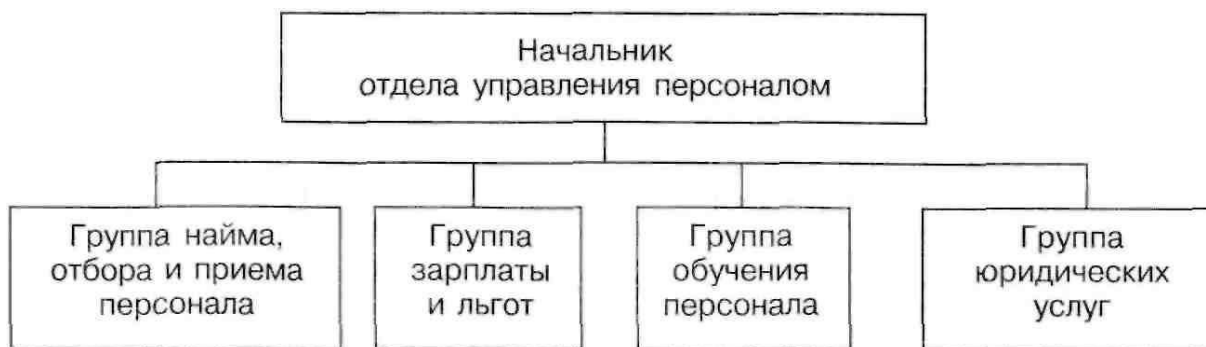 Начальник
отдела управления персоналом
Группа найма,
отбора и приема
персонала
Группа
зарплаты
и льгот
Группа
обучения
персонала
Группа
юридических
услуг